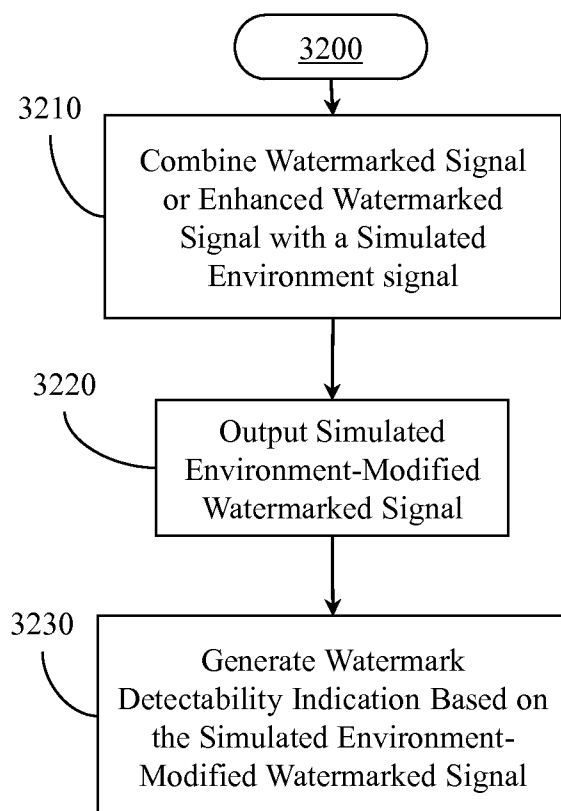 3200
3210
Combine Watermarked Signal
or Enhanced Watermarked
Signal with a Simulated
Environment signal
3220
Output Simulated
Environment-Modified
Watermarked Signal
3230
Generate Watermark
Detectability Indication Based on
the Simulated Environment-
Modified Watermarked Signal